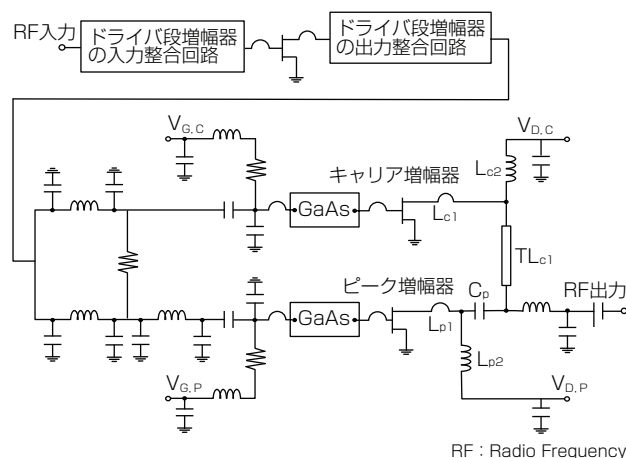 RF入力
ドライバ段増幅器
の入力整合回路
ドライバ段増幅器
の出力整合回路
VG, C
VD, C
キャリア増幅器
Lc2
GaAs
Lc1
TLc1
ピーク増幅器
Cp
RF出力
GaAs
Lp1
Lp2
VG, P
VD, P
RF：Radio Frequency